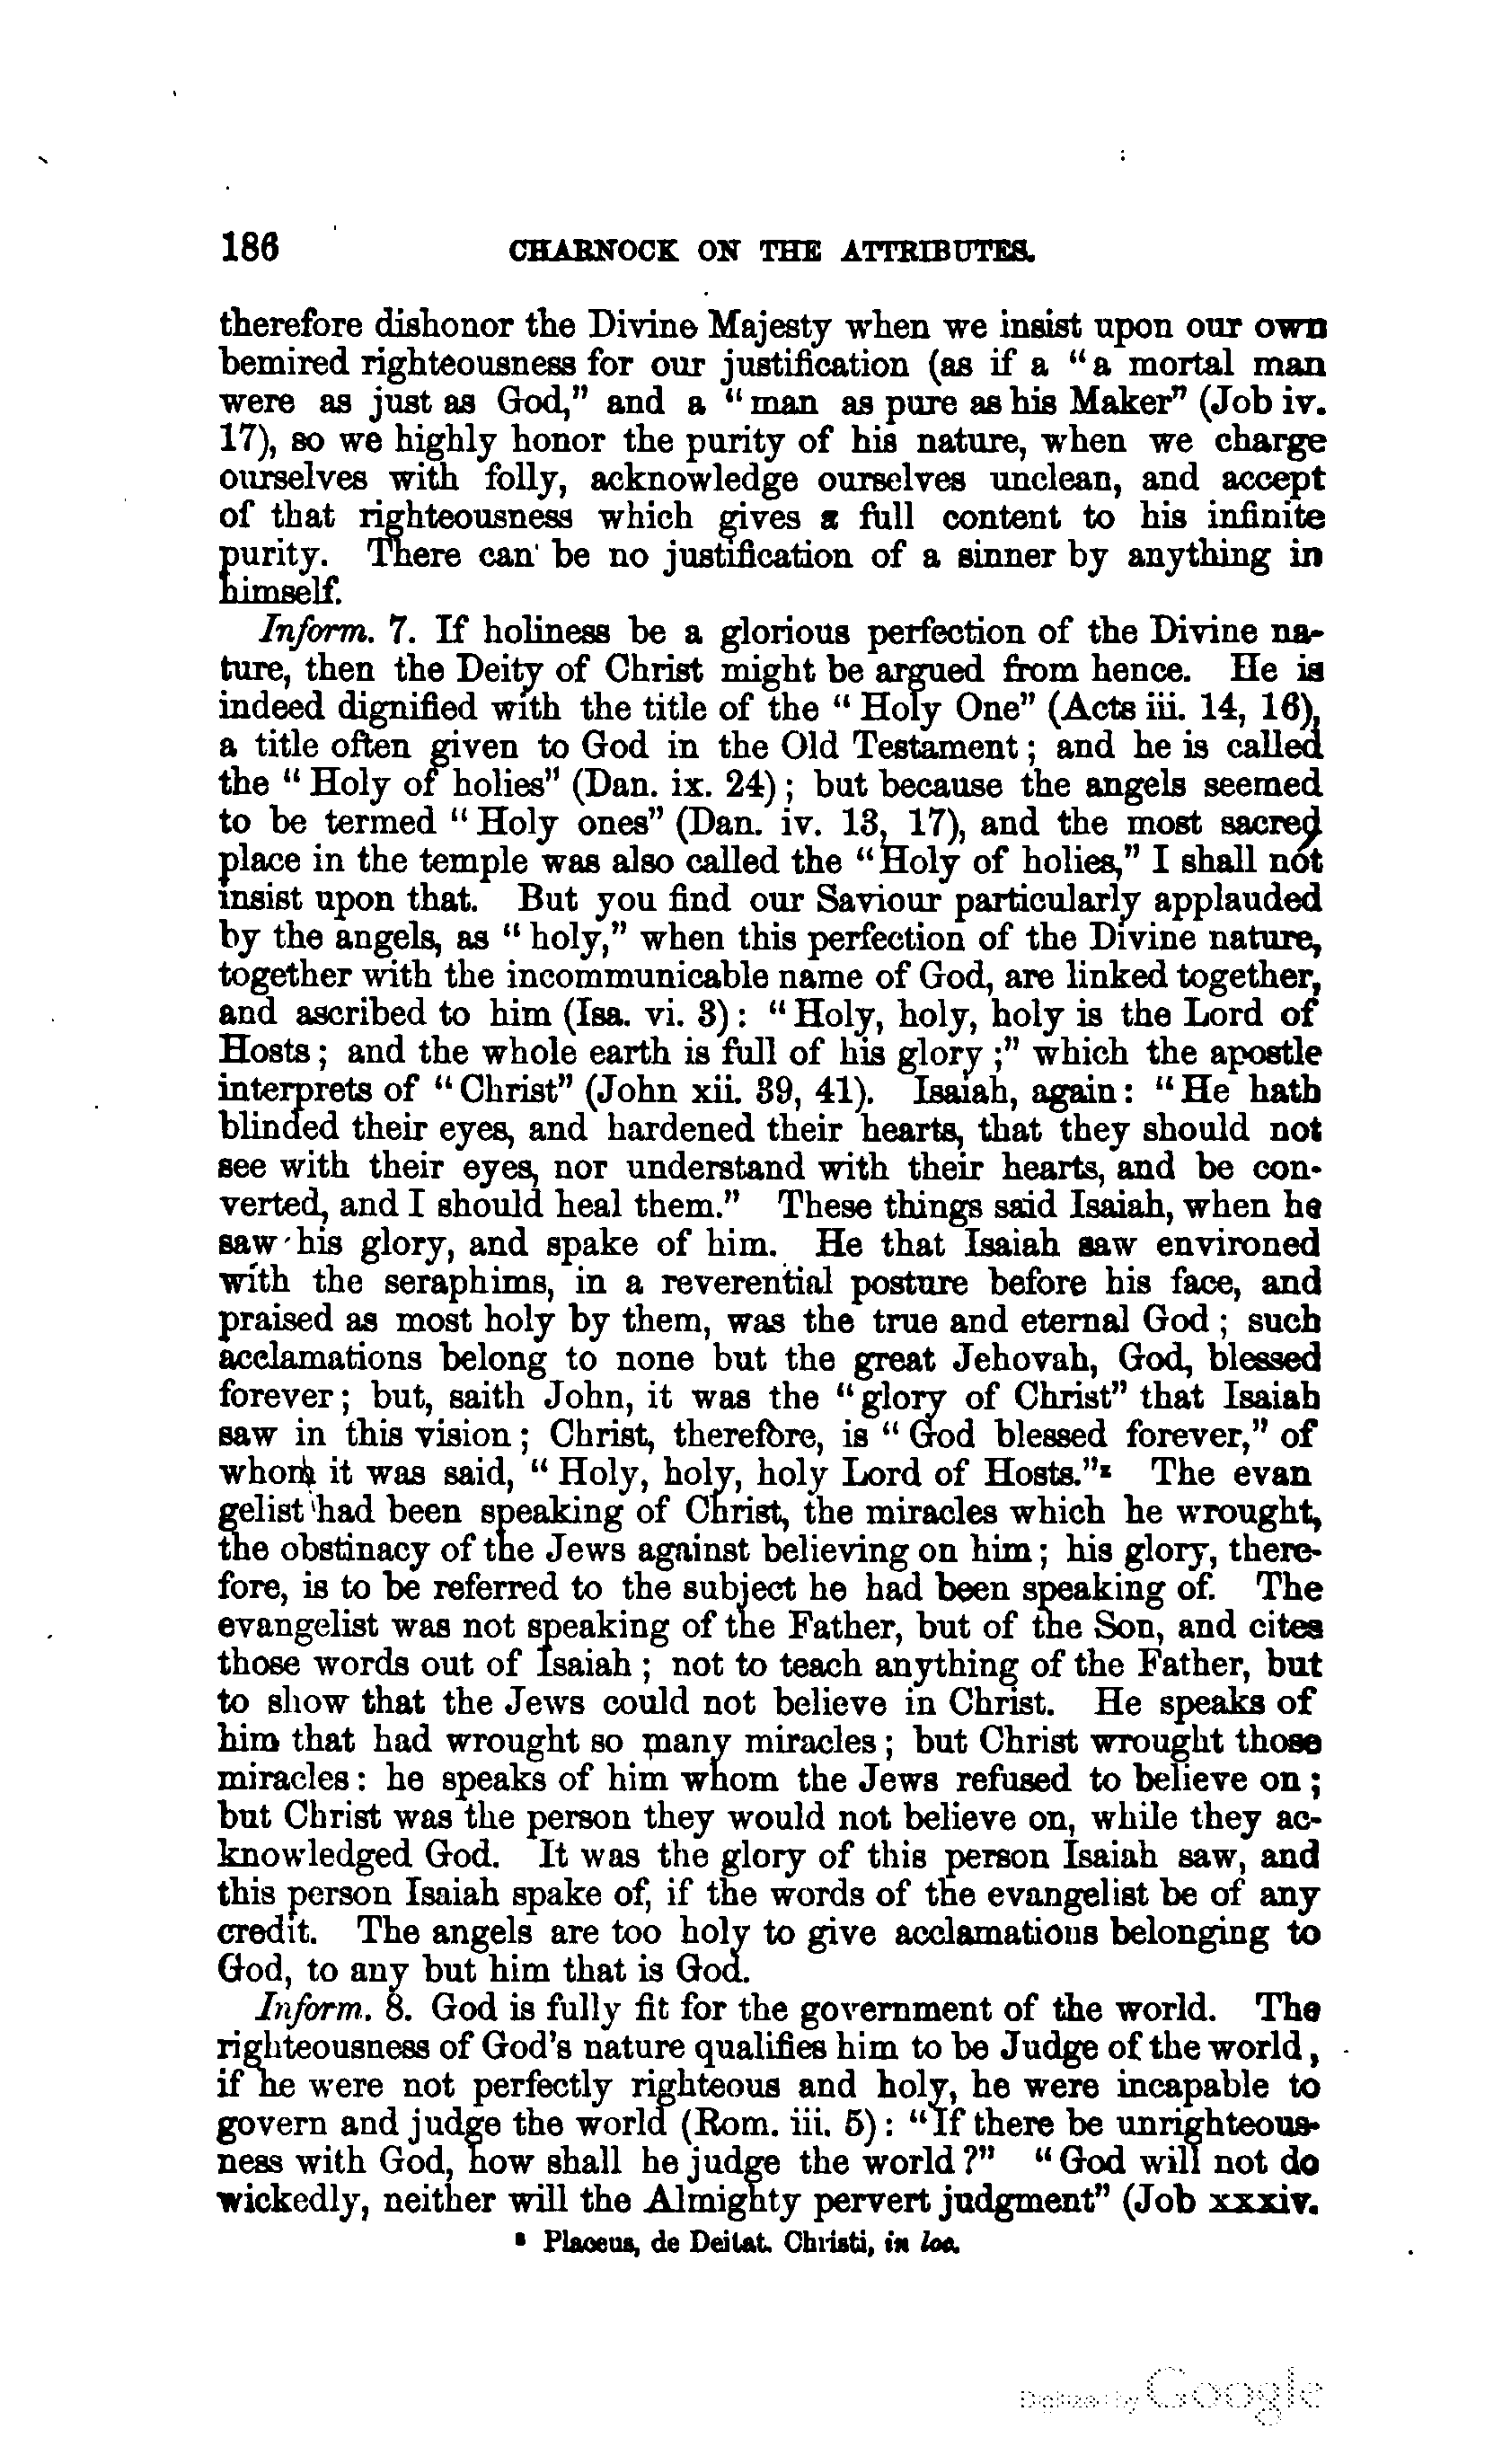 186 CHARNOCK ON THE ATTRIBUTES.
therefore dishonor the Divine Majesty when we insist upon our own
bemired righteousness for our justification (as if a "a mortal man
were as just as God," and a "man as pure as his Maker" (Job iv.
17), so we highly honor the purity of his nature, when we charge
ourselves with folly, acknowledge ourselves unclean, and accept
of that righteousness which gives a full content to his infinite
purity. There can be no justification of a sinner by anything in
himself.
Inform. 7. If holiness be a glorious perfection of the Divine na-
ture, then the Deity of Christ might be argued from hence. He is
indeed dignified with the title of the "Holy One" (Acts iii. 14, 16),
a title often given to God in the Old Testament; and he is called
the "Holy of holies" (Dan. ix. 24); but because the angels seemed
to be termed "Holy ones" (Dan. iv. 13, 17), and the most sacred
place in the temple was also called the "Holy of holies," I shall not
insist upon that. But you find our Saviour particularly applauded
by the angels, as "holy," when this perfection of the Divine nature,
together with the incommunicable name of God, are linked together,
and ascribed to him (Isa. vi. 3): "Holy, holy, holy is the Lord of
Hosts; and the whole earth is full of his glory;" which the apostle
interprets of "Christ" (John xii. 39, 41). Isaiah, again: "He hath
blinded their eyes, and hardened their hearts, that they should not
see with their eyes, nor understand with their hearts, and be con-
verted, and I should heal them." These things said Isaiah, when he
saw his glory, and spake of him. He that Isaiah saw environed
with the seraphims, in a reverential posture before his face, and
praised as most holy by them, was the true and eternal God; such
acclamations belong to none but the great Jehovah, God, blessed
forever; but, saith John, it was the "glory of Christ" that Isaiah
saw in this vision; Christ, therefore, is "God blessed forever," of
whom it was said, "Holy, holy, holy Lord of Hosts."z The evan
gelist had been speaking of Christ, the miracles which he wrought,
the obstinacy of the Jews against believing on him; his glory, there-
fore, is to be referred to the subject he had been speaking of. The
evangelist was not speaking of the Father, but of the Son, and cites
those words out of Isaiah; not to teach anything of the Father, but
to show that the Jews could not believe in Christ. He speaks of
him that had wrought so many miracles; but Christ wrought those
miracles: he speaks of him whom the Jews refused to believe on;
but Christ was the person they would not believe on, while they ac-
knowledged God. It was the glory of this person Isaiah saw, and
this person Isaiah spake of, if the words of the evangelist be of any
credit. The angels are too holy to give acclamations belonging to
God, to any but him that is God.
Inform. 8. God is fully fit for the government of the world. The
righteousness of God's nature qualifies him to be Judge of the world,
if he were not perfectly righteous and holy, he were incapable to
govern and judge the world (Rom. iii. 5): "If there be unrighteous-
ness with God, how shall he judge the world?" "God will not do
wickedly, neither will the Almighty pervert judgment" (Job xxxiv.
z Placeus, de Deitat. Christi, in loc.
Digitized by Google